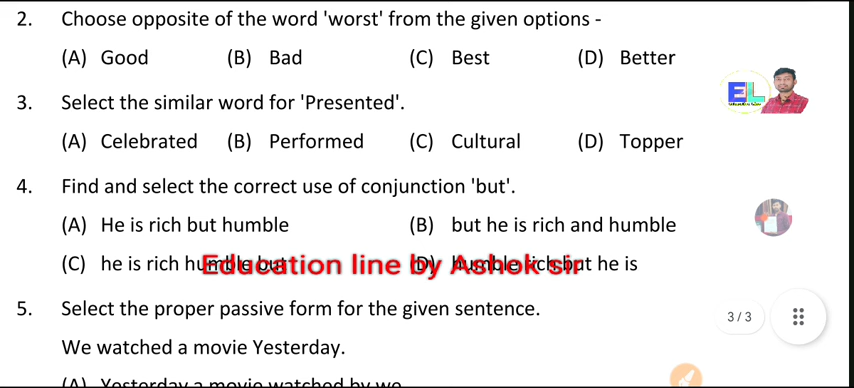 2. Choose opposite of the word 'worst' from the given options -
(A) Good (B) Bad (C) Best (D) Better
EL
3. Select the similar word for 'Presented'.
(A) Celebrated (B) Performed (C) Cultural (D) Topper
4. Find and select the correct use of conjunction 'but'.
(A) He is rich but humble (B) but he is rich and humble
(C) he is rich humble but (D) humble rich but he is
Education line by Ashok sir
5. Select the proper passive form for the given sentence.
3/3
We watched a movie Yesterday.
(A) Yesterday a movie watched by we